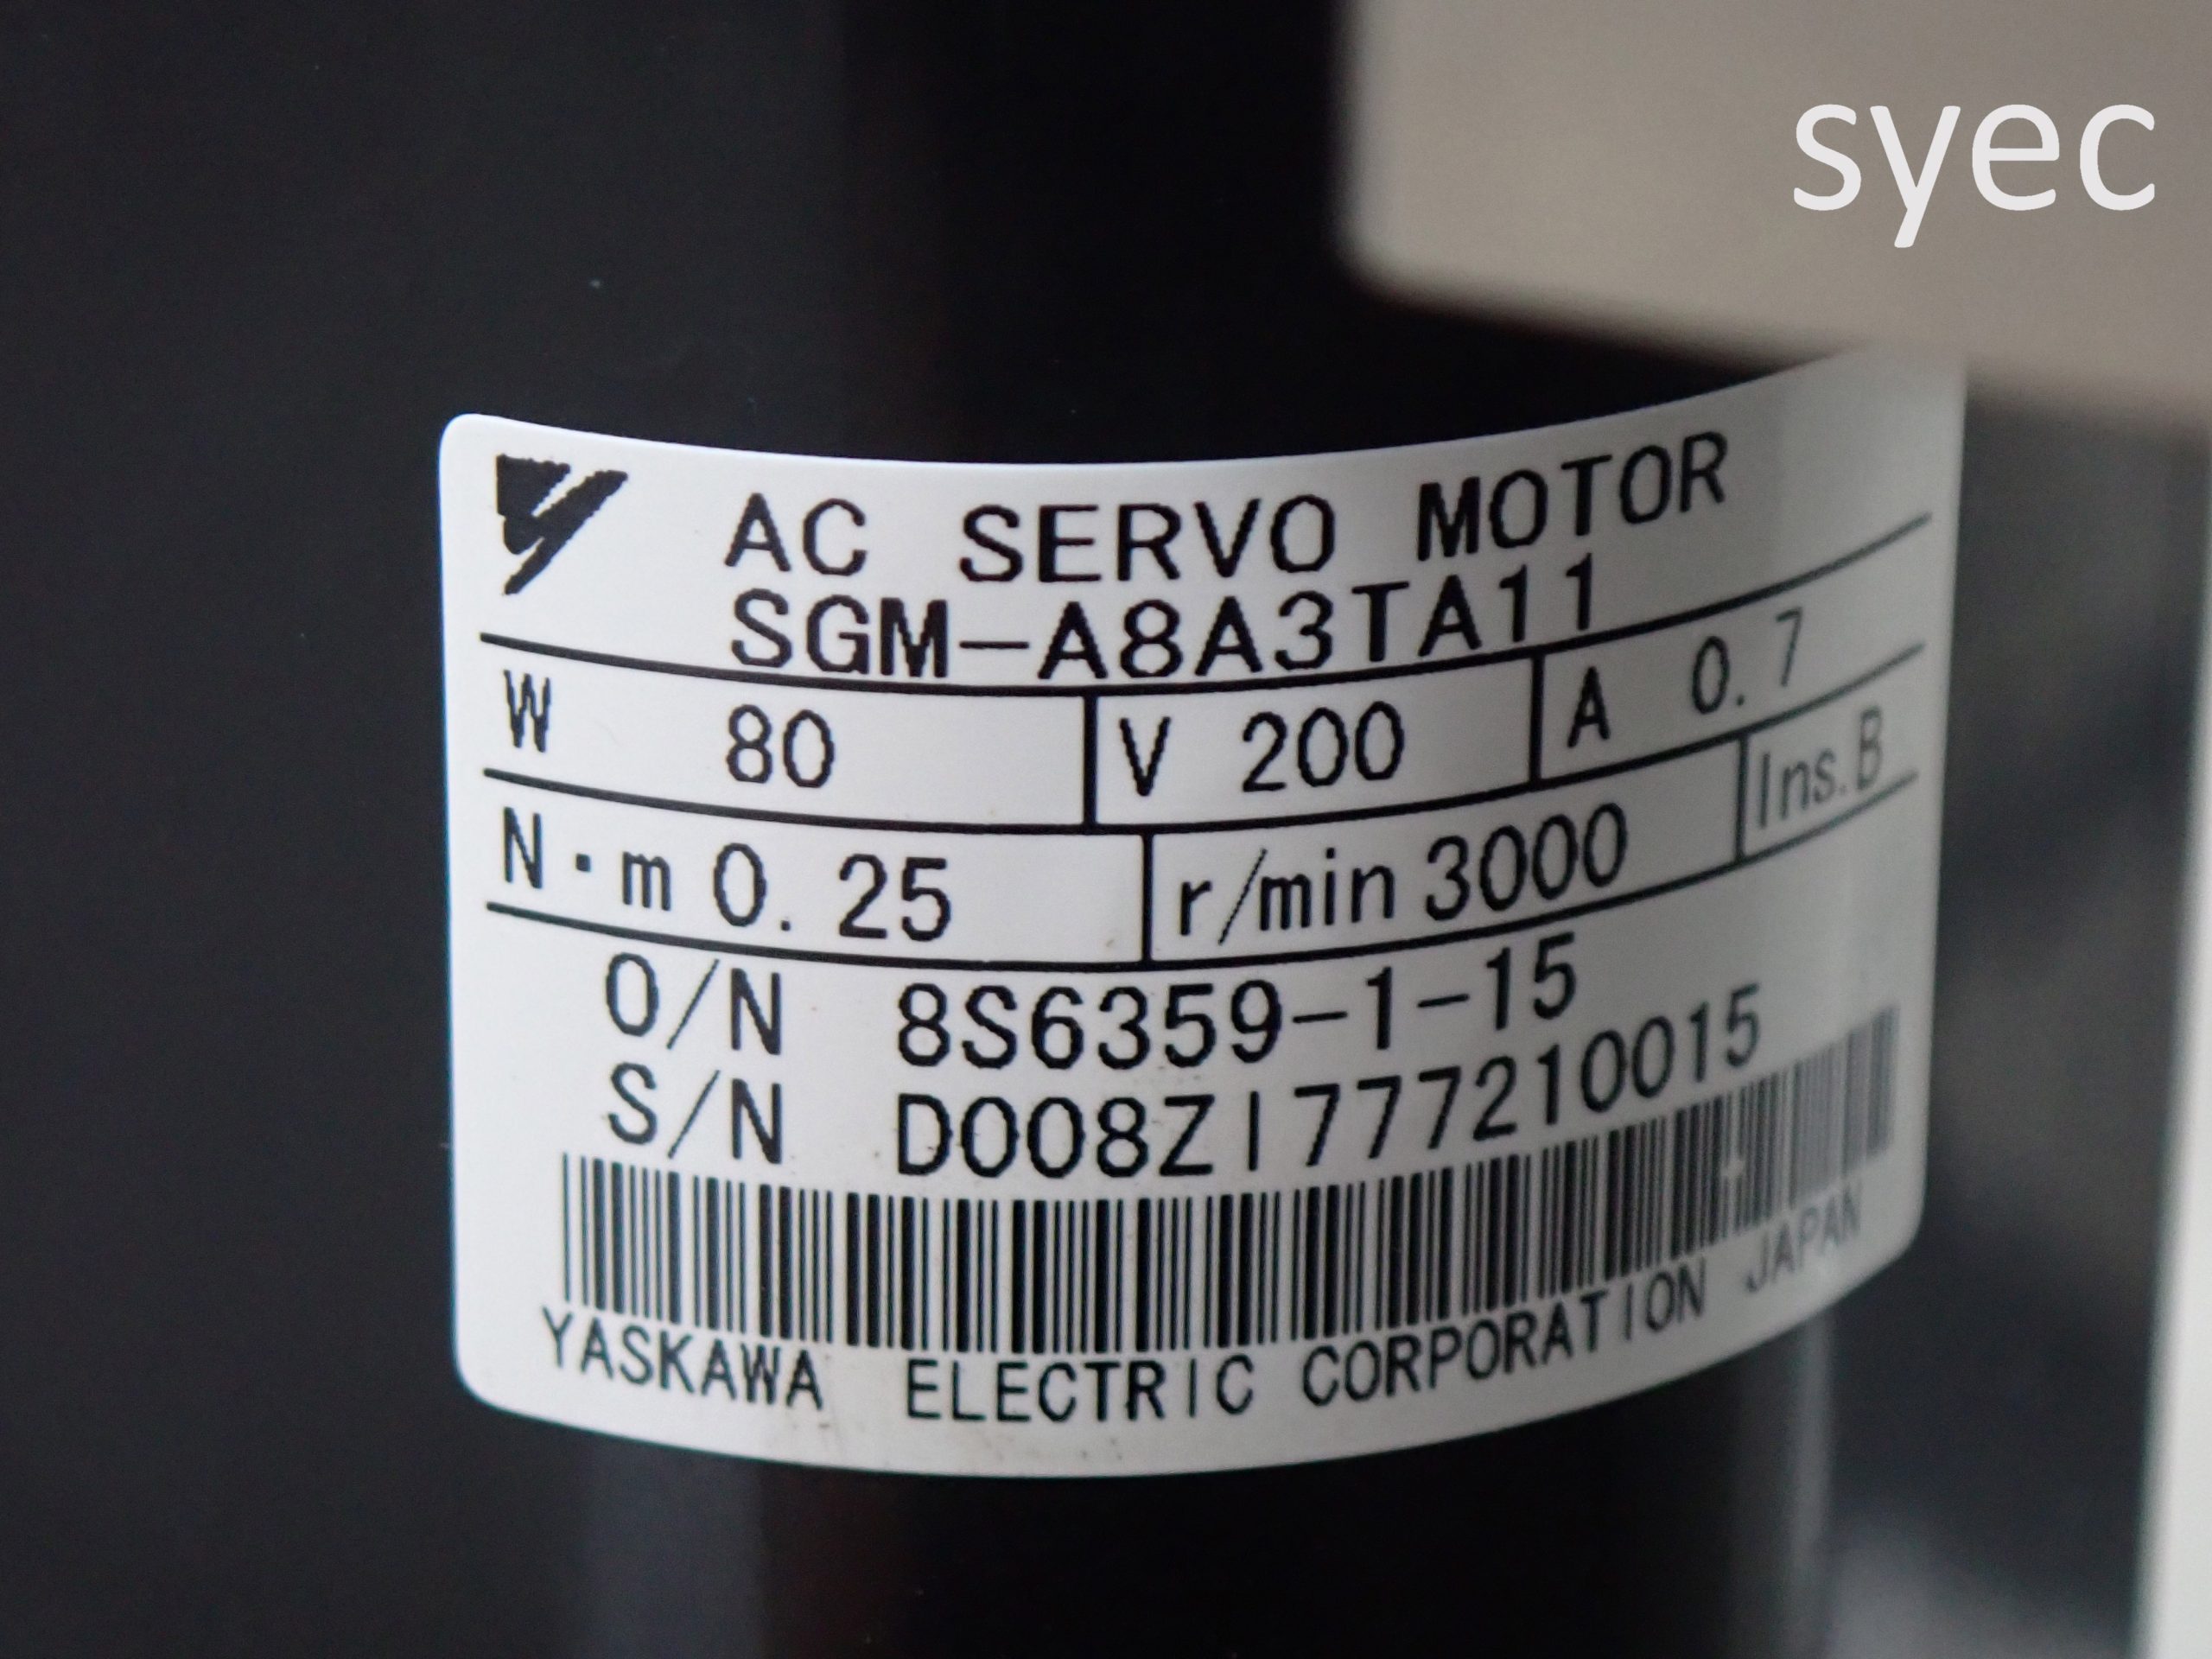 syec
AC SERVO MOTOR
SGM-A8A3TA11
W 80 V 200 A 0.7
N·m 0.25 r/min 3000 Ins.B
O/N 8S6359-1-15
S/N D008ZI777210015
YASKAWA ELECTRIC CORPORATION JAPAN